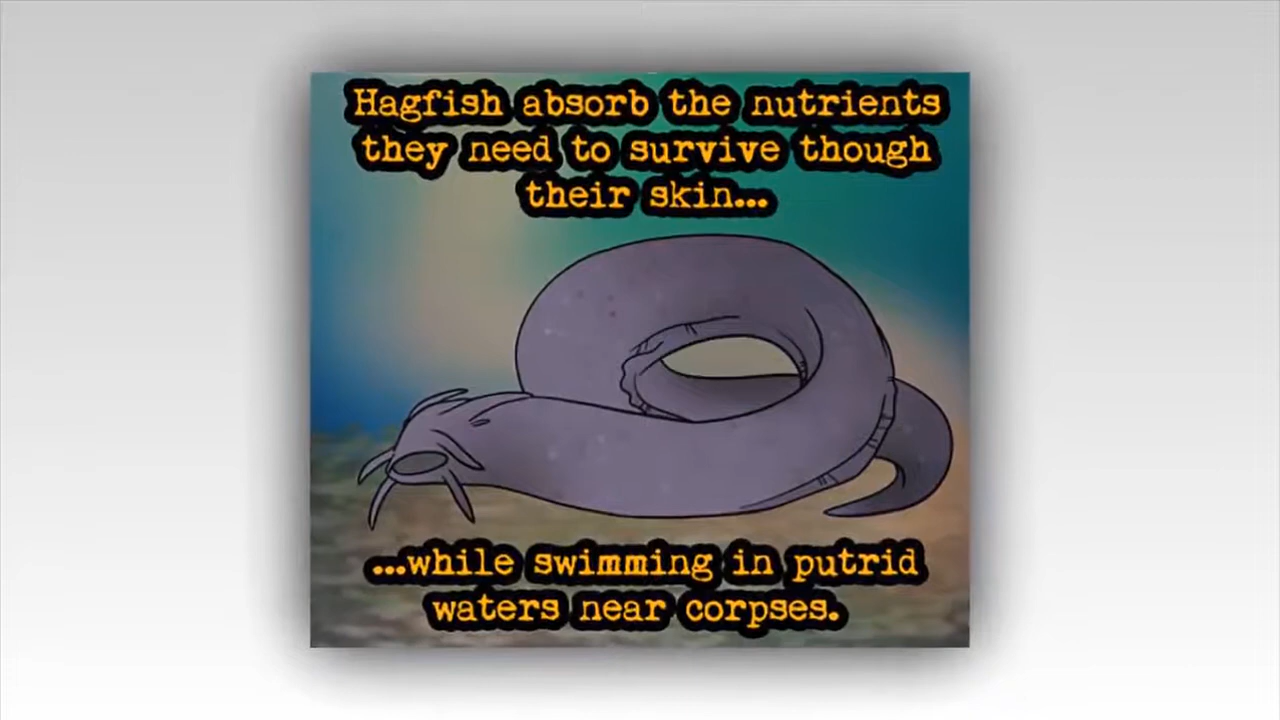 Hagfish absorb the nutrients
they need to survive though
their skin...
...while swimming in putrid
waters near corpses.